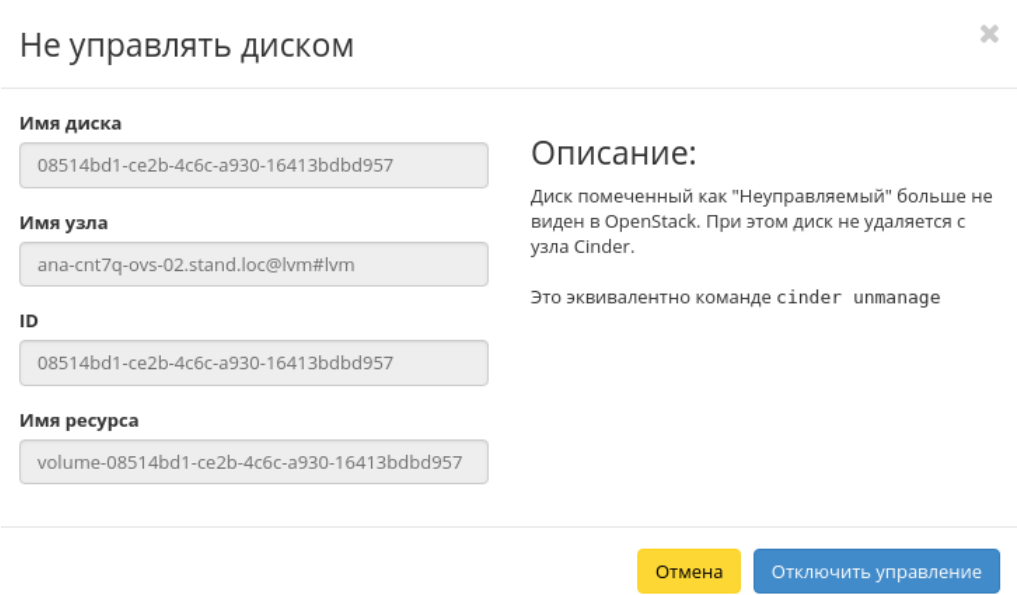 Не управлять диском
Имя диска
08514bd1-ce2b-4c6c-a930-16413bdbd957
Имя узла
ana-cnt7q-ovs-02.stand.loc@lvm#lvm
ID
08514bd1-ce2b-4c6c-a930-16413bdbd957
Имя ресурса
volume-08514bd1-ce2b-4c6c-a930-16413bdbd957
Описание:
Диск помеченный как "Неуправляемый" больше не
виден в OpenStack. При этом диск не удаляется с
узла Cinder.
Это эквивалентно команде cinder unmanage
Отмена
Отключить управление